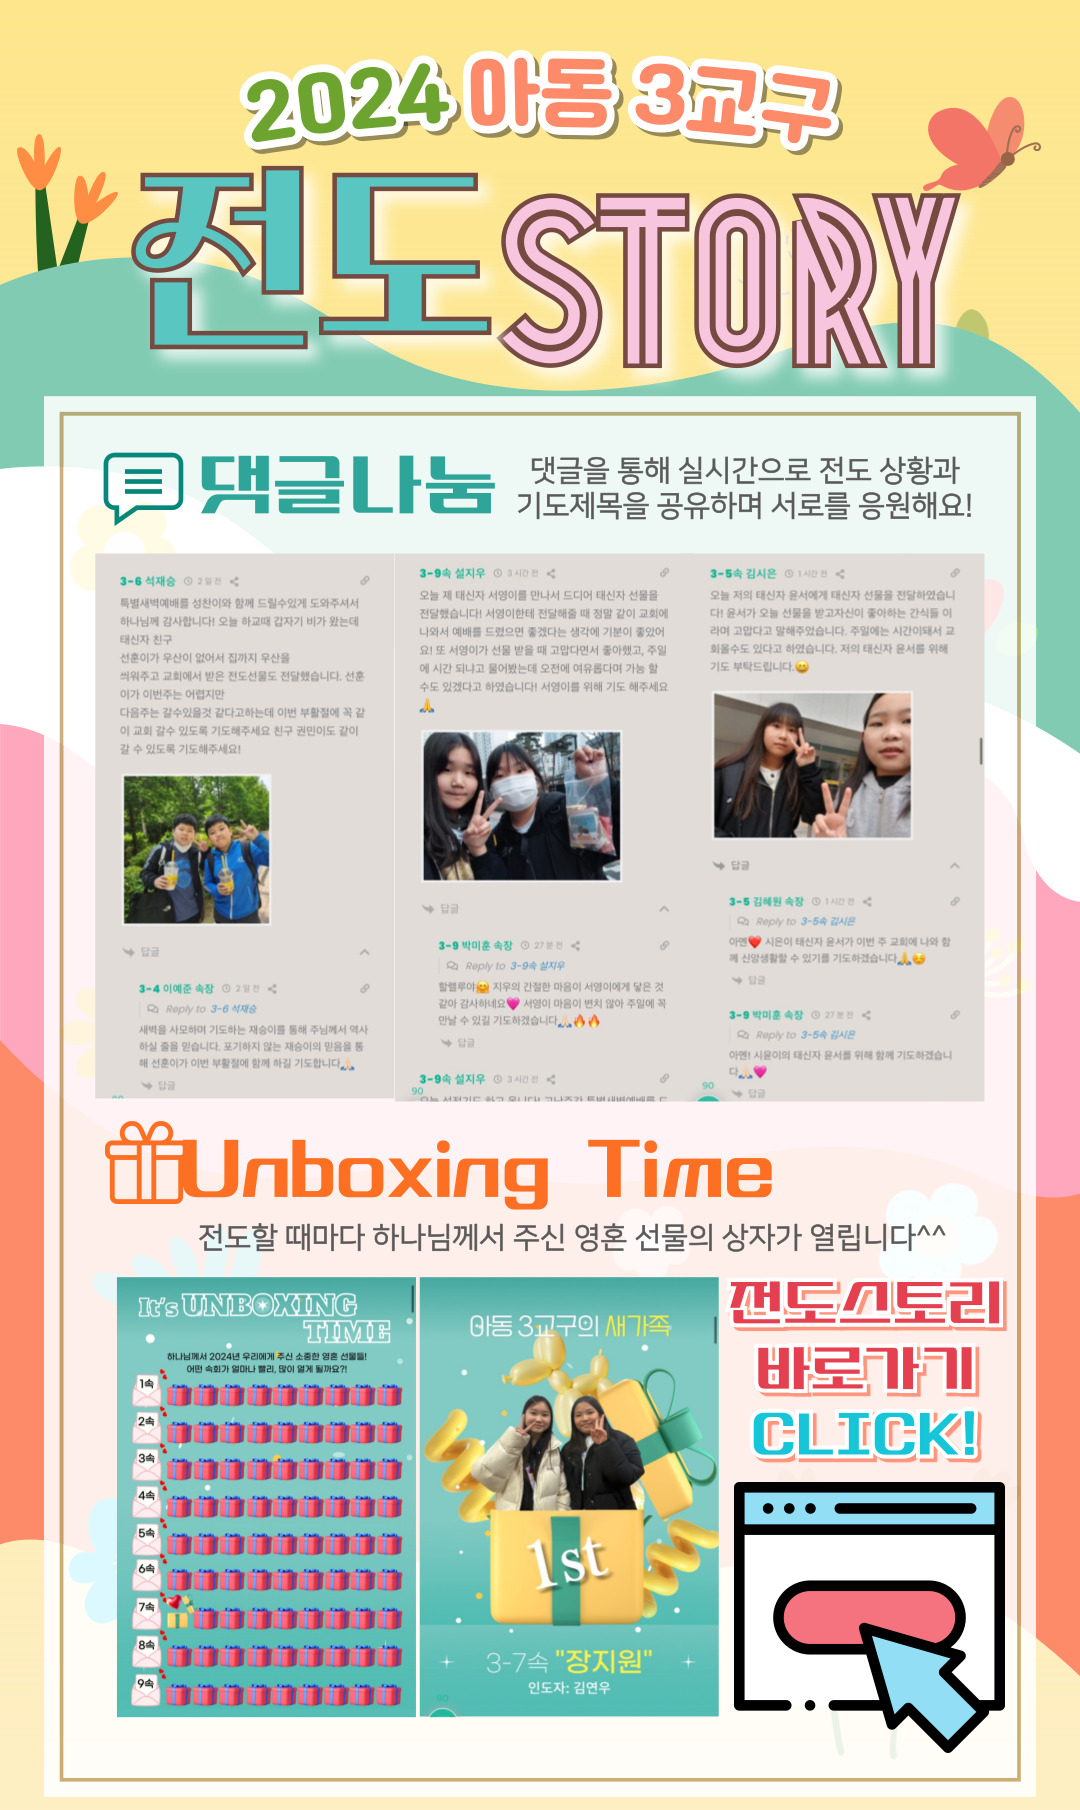 2024 아동 3교구
전도STORY
댓글나눔
댓글을 통해 실시간으로 전도 상황과
기도제목을 공유하며 서로를 응원해요!
3-6 석재승 2일 전
특별새벽예배를 성찬이와 함께 드릴수있게 도와주셔서
하나님께 감사합니다! 오늘 하교때 갑자기 비가 왔는데
태신자 친구
선훈이가 우산이 없어서 집까지 우산을
씌워주고 교회에서 받은 전도선물도 전달했습니다. 선훈
이가 이번주는 어렵지만
다음주는 갈수있을것 같다고하는데 이번 부활절에 꼭 같
이 교회 갈수 있도록 기도해주세요 친구 권민이도 같이
갈 수 있도록 기도해주세요!
답글
3-4 이예준 속장 2일 전
Reply to 3-6 석재승
새벽을 사모하며 기도하는 재승이를 통해 주님께서 역사
하실 줄을 믿습니다. 포기하지 않는 재승이의 믿음을 통
해 선훈이가 이번 부활절에 함께 하길 기도합니다🙏🏻
답글
3-9속 설지우 3시간 전
오늘 제 태신자 서영이를 만나서 드디어 태신자 선물을
전달했습니다! 서영이한테 전달해줄 때 정말 같이 교회에
나와서 예배를 드렸으면 좋겠다는 생각에 기분이 좋았어
요! 또 서영이가 선물 받을 때 고맙다면서 좋아했고, 주일
에 시간 되냐고 물어봤는데 오전에 여유롭다며 가능 할
수도 있겠다고 하였습니다! 서영이를 위해 기도 해주세요
🙏
답글
3-9 박미훈 속장 27분 전
Reply to 3-9속 설지우
할렐루야🤗 지우의 간절한 마음이 서영이에게 닿은 것
같아 감사하네요💗 서영이 마음이 변치 않아 주일에 꼭
만날 수 있길 기도하겠습니다🙏🏻🔥🔥
답글
3-9속 설지우 3시간 전
90
3-5속 김시은 1시간 전
오늘 저의 태신자 윤서에게 태신자 선물을 전달하였습니
다! 윤서가 오늘 선물을 받고자신이 좋아하는 간식들 이
라며 고맙다고 말해주었습니다. 주일에는 시간이돼서 교
회올수도 있다고 하였습니다. 저의 태신자 윤서를 위해
기도 부탁드립니다.😄
답글
3-5 김혜원 속장 1시간 전
Reply to 3-5속 김시은
아멘❤️ 시은이 태신자 윤서가 이번 주 교회에 나와 함
께 신앙생활할 수 있기를 기도하겠습니다🙏☺️
답글
3-9 박미훈 속장 27분 전
Reply to 3-5속 김시은
아멘! 시윤이의 태신자 윤서를 위해 함께 기도하겠습니
다🙏🏻💗
90
답글
Unboxing Time
전도할 때마다 하나님께서 주신 영혼 선물의 상자가 열립니다^^
It's UNBOXING
TIME
하나님께서 2024년 우리에게 주신 소중한 영혼 선물들!
어떤 속회가 얼마나 빨리, 많이 열게 될까요?!
1속
2속
3속
4속
5속
6속
7속
8속
9속
아동 3교구의 새가족
1st
3-7속 "장지원"
인도자: 김연우
90
전도스토리
바로가기
CLICK!